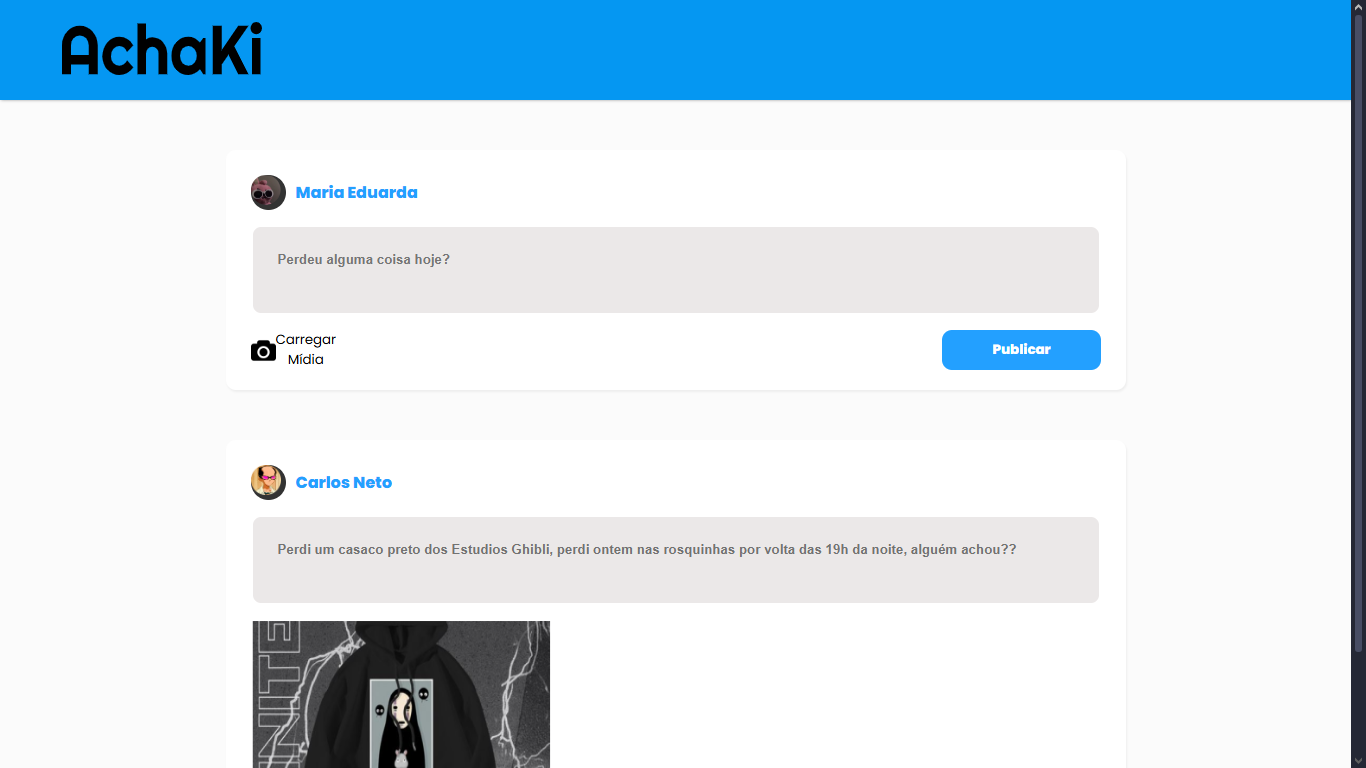 AchaKi
Maria Eduarda
Perdeu alguma coisa hoje?
Carregar
Mídia
Publicar
Carlos Neto
Perdi um casaco preto dos Estudios Ghibli, perdi ontem nas rosquinhas por volta das 19h da noite, alguém achou??